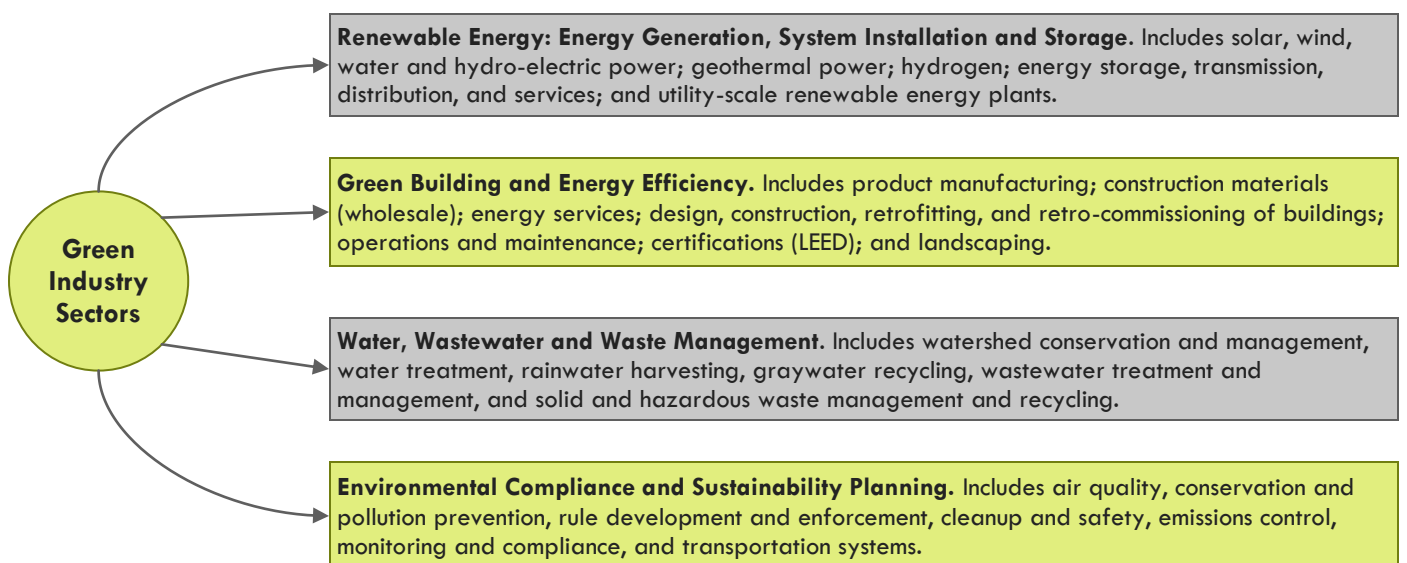 Green
Industry
Sectors
Renewable Energy: Energy Generation, System Installation and Storage. Includes solar, wind,
water and hydro-electric power; geothermal power; hydrogen; energy storage, transmission,
distribution, and services; and utility-scale renewable energy plants.
Green Building and Energy Efficiency. Includes product manufacturing; construction materials
(wholesale); energy services; design, construction, retrofitting, and retro-commissioning of buildings;
operations and maintenance; certifications (LEED); and landscaping.
Water, Wastewater and Waste Management. Includes watershed conservation and management,
water treatment, rainwater harvesting, graywater recycling, wastewater treatment and
management, and solid and hazardous waste management and recycling.
Environmental Compliance and Sustainability Planning. Includes air quality, conservation and
pollution prevention, rule development and enforcement, cleanup and safety, emissions control,
monitoring and compliance, and transportation systems.